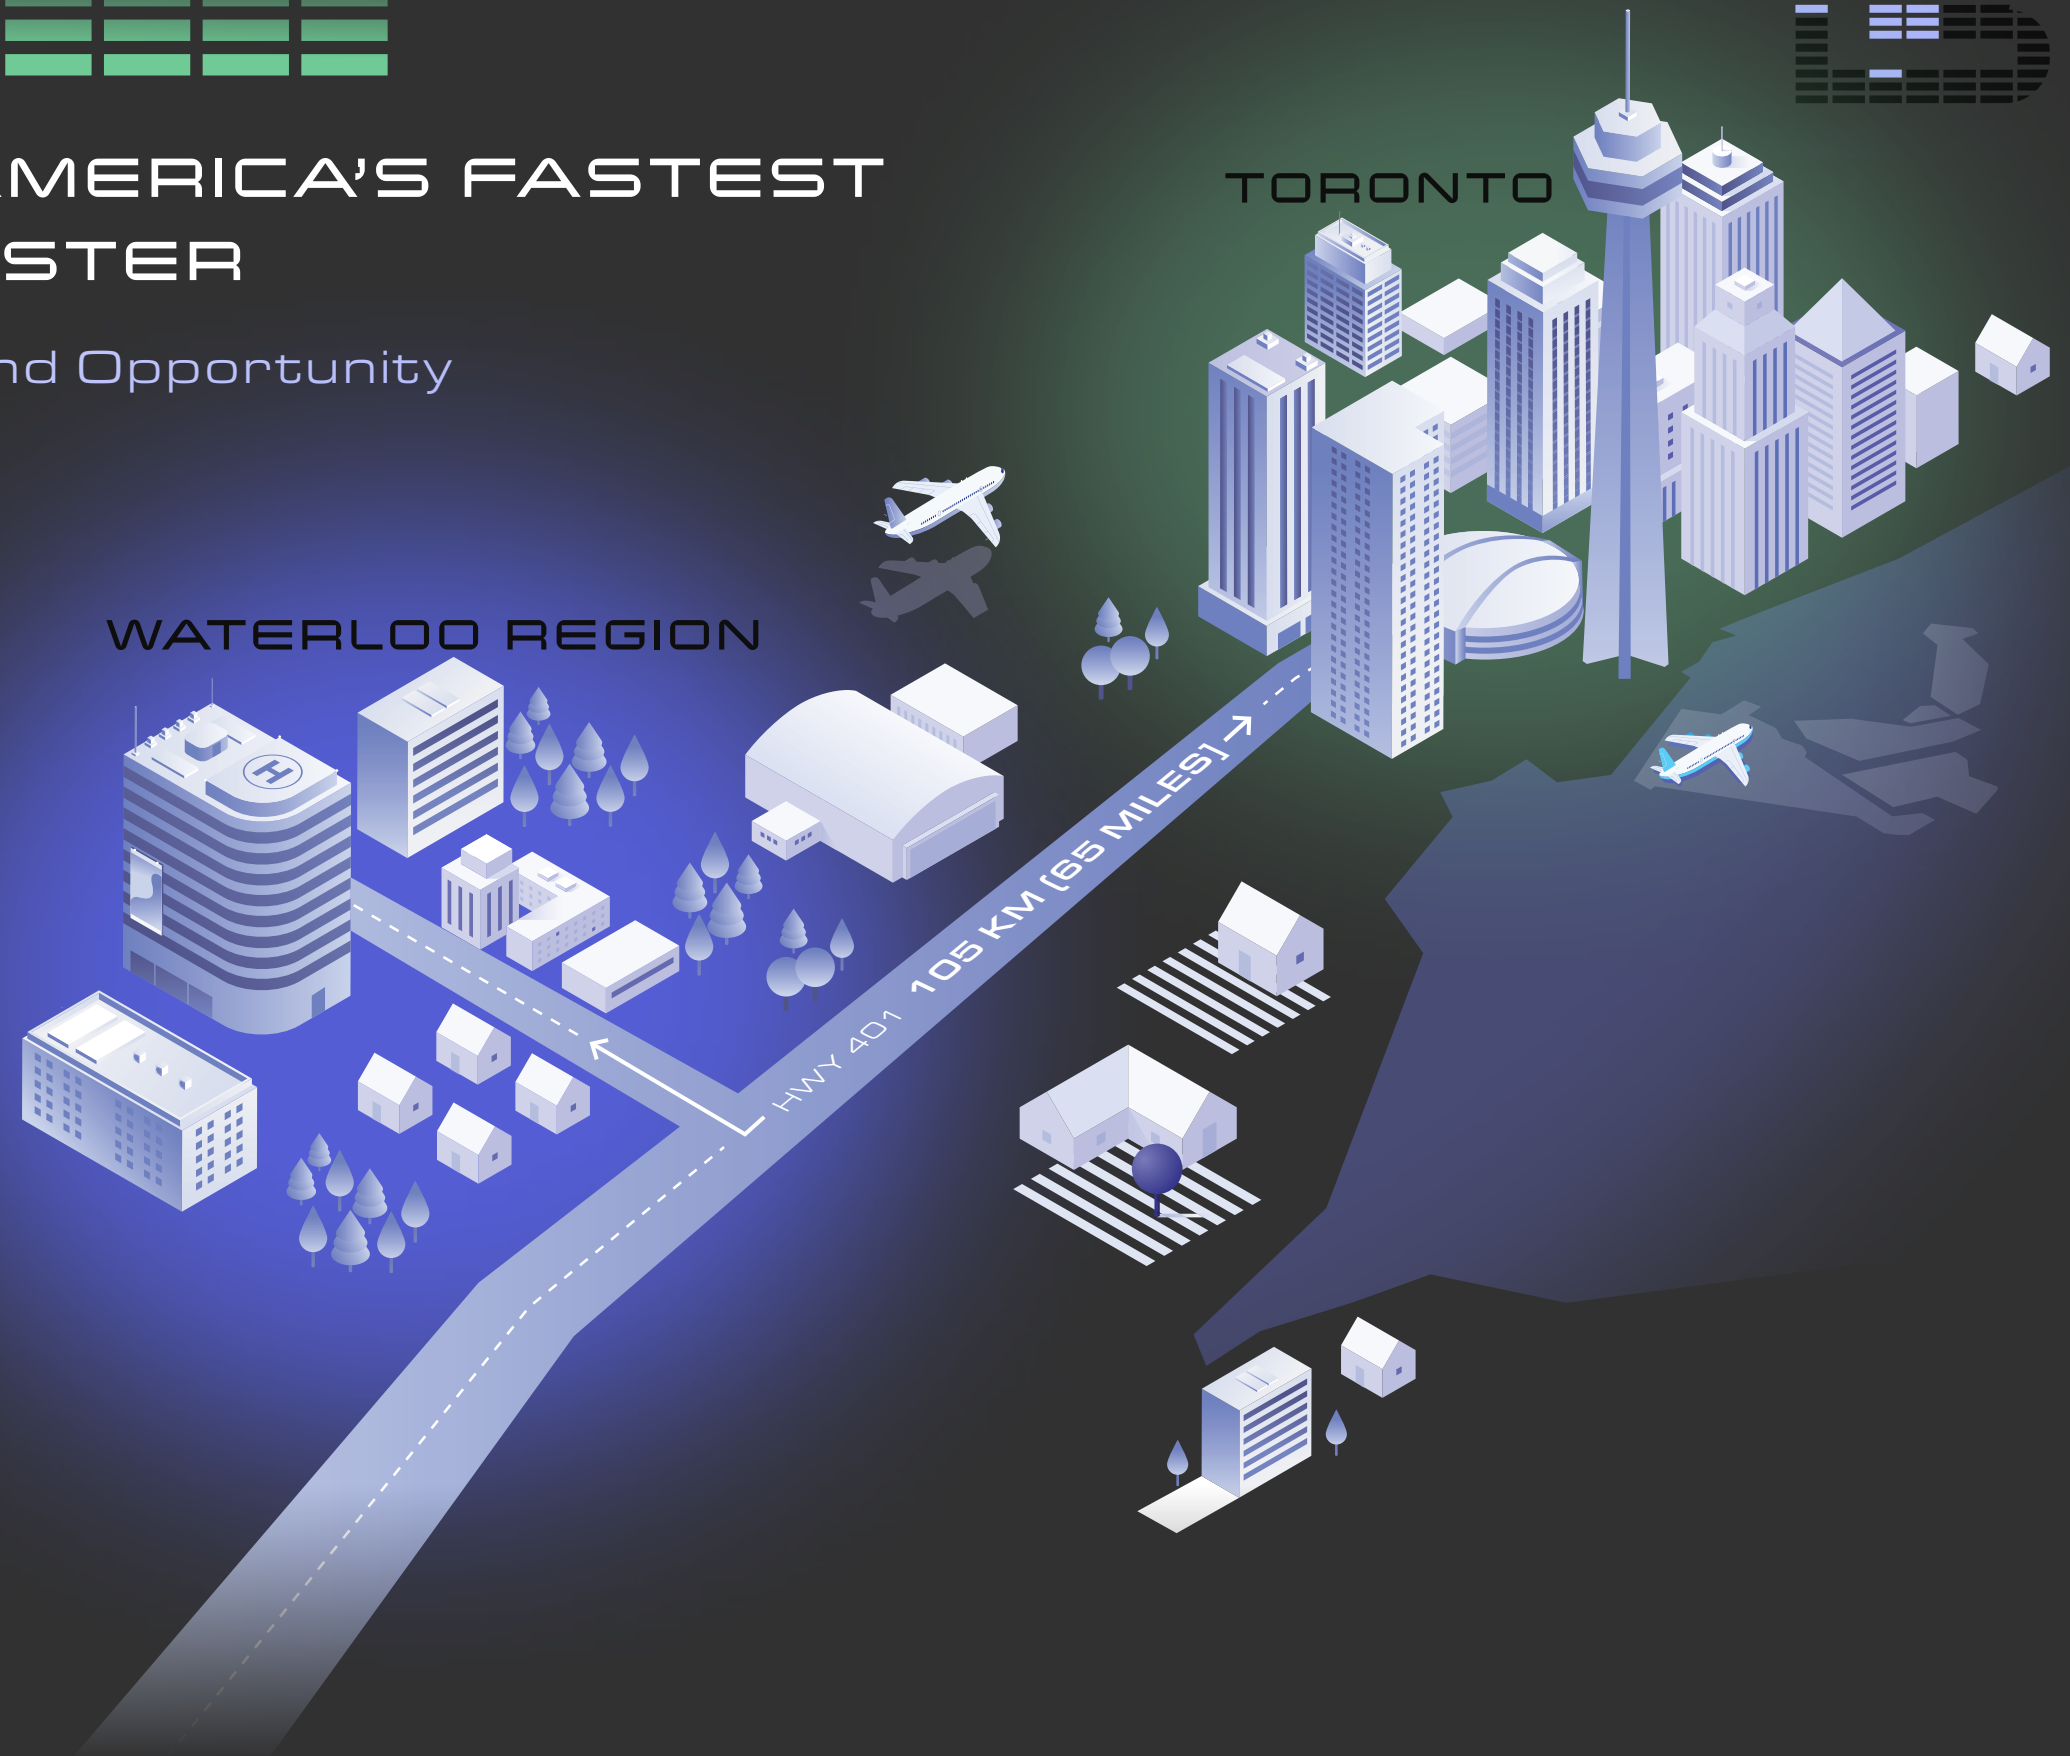 MERICA'S FASTEST
STER
nd Opportunity
TORONTO
WATERLOO REGION
H
HWY 401 105 KM (65 MILES)